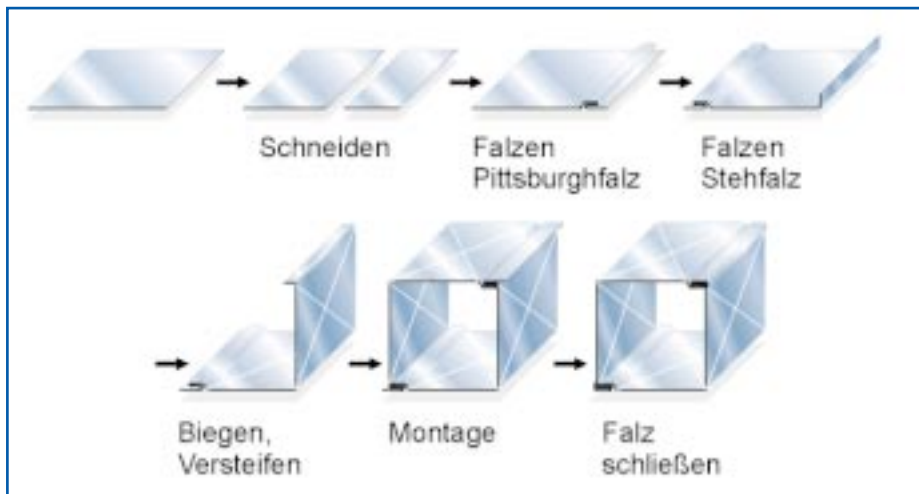 Schneiden
Falzen
Pittsburghfalz
Falzen
Stehfalz
Biegen,
Versteifen
Montage
Falz
schließen